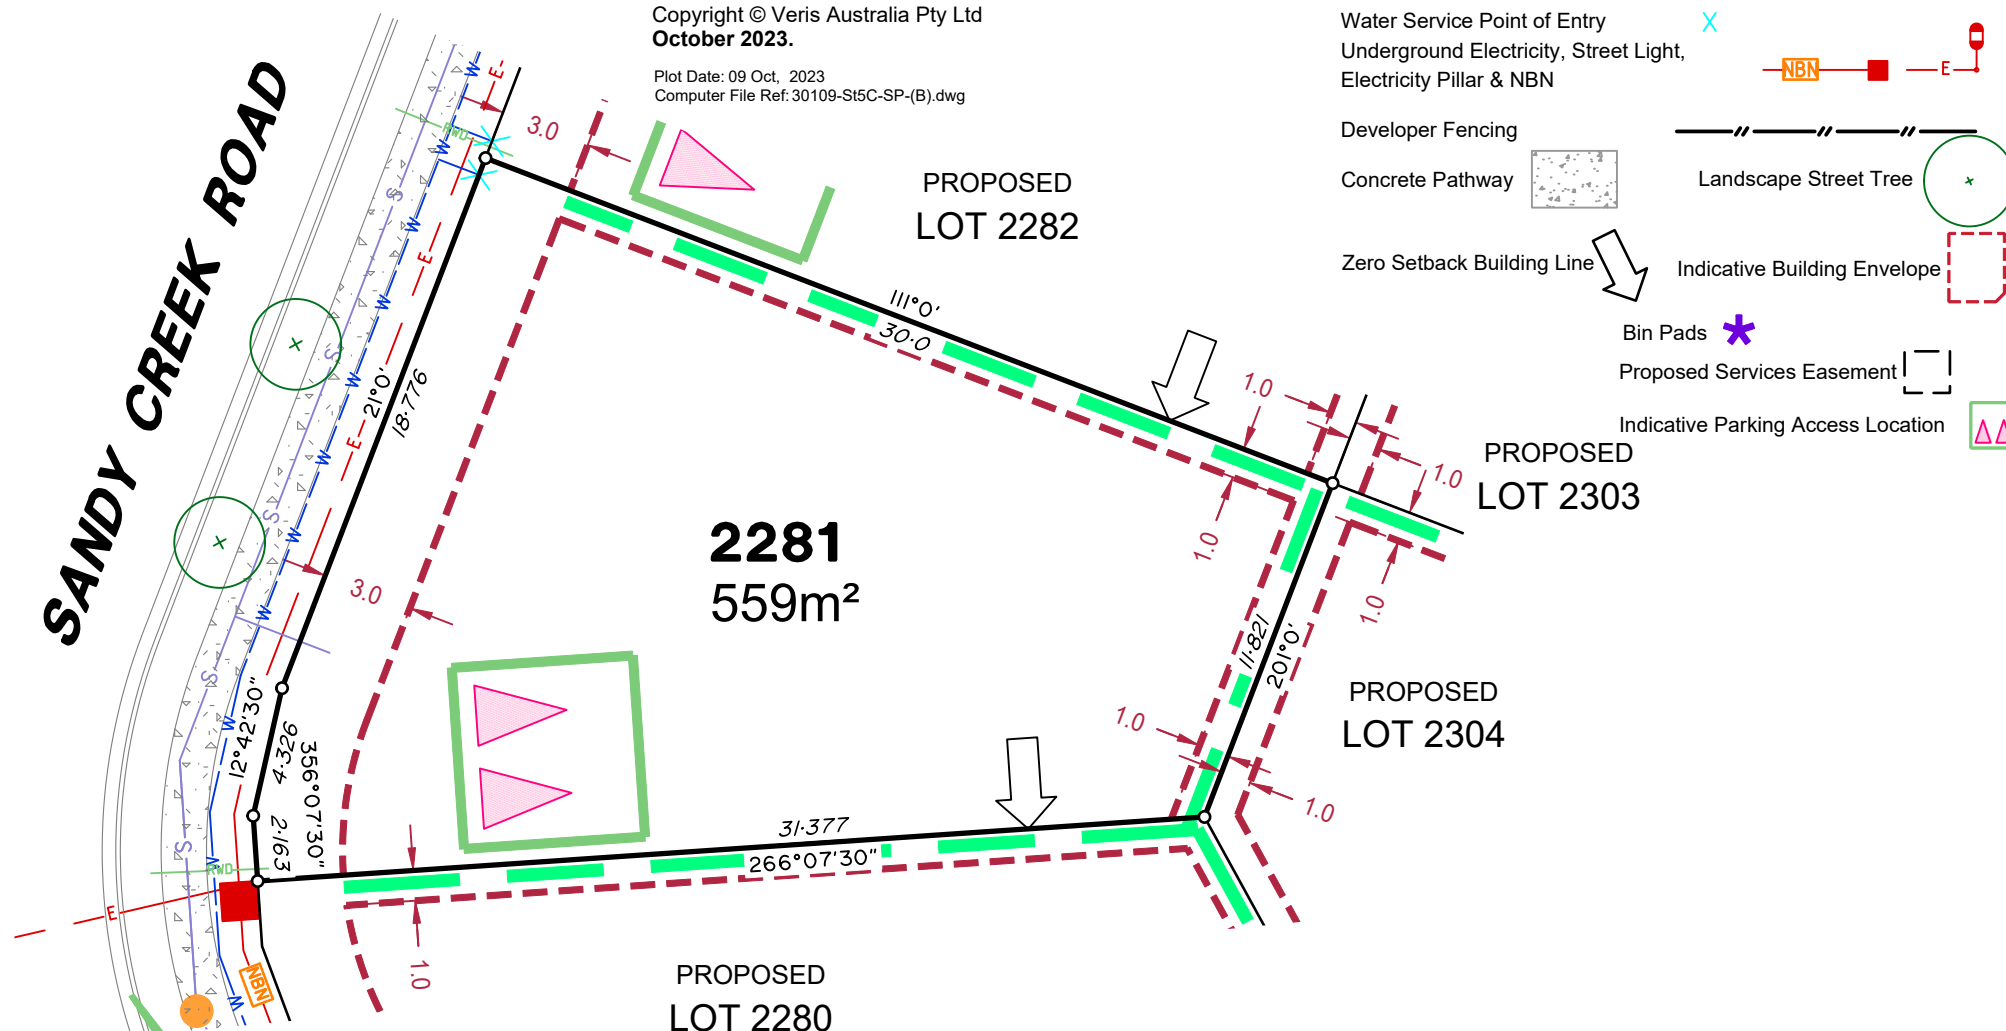 Copyright © Veris Australia Pty Ltd
October 2023.
Plot Date: 09 Oct, 2023
Computer File Ref: 30109-St5C-SP-(B).dwg
Water Service Point of Entry
X
Underground Electricity, Street Light,
Electricity Pillar & NBN
NBN
E
Developer Fencing
Concrete Pathway
Landscape Street Tree
Zero Setback Building Line
Indicative Building Envelope
Bin Pads
Proposed Services Easement
Indicative Parking Access Location
SANDY CREEK ROAD
PROPOSED
LOT 2282
PROPOSED
LOT 2303
PROPOSED
LOT 2304
PROPOSED
LOT 2280
2281
559m²
111°0'
30·0
21°0'
18·776
12°42'30"
4·326
356°07'30"
2·163
31·377
266°07'30"
11·821
201°0'
3.0
3.0
1.0
1.0
1.0
1.0
1.0
1.0
1.0
RWD
RWD
W
W
W
W
W
W
W
W
W
W
W
W
S
S
S
S
S
E
E
E
E
NBN